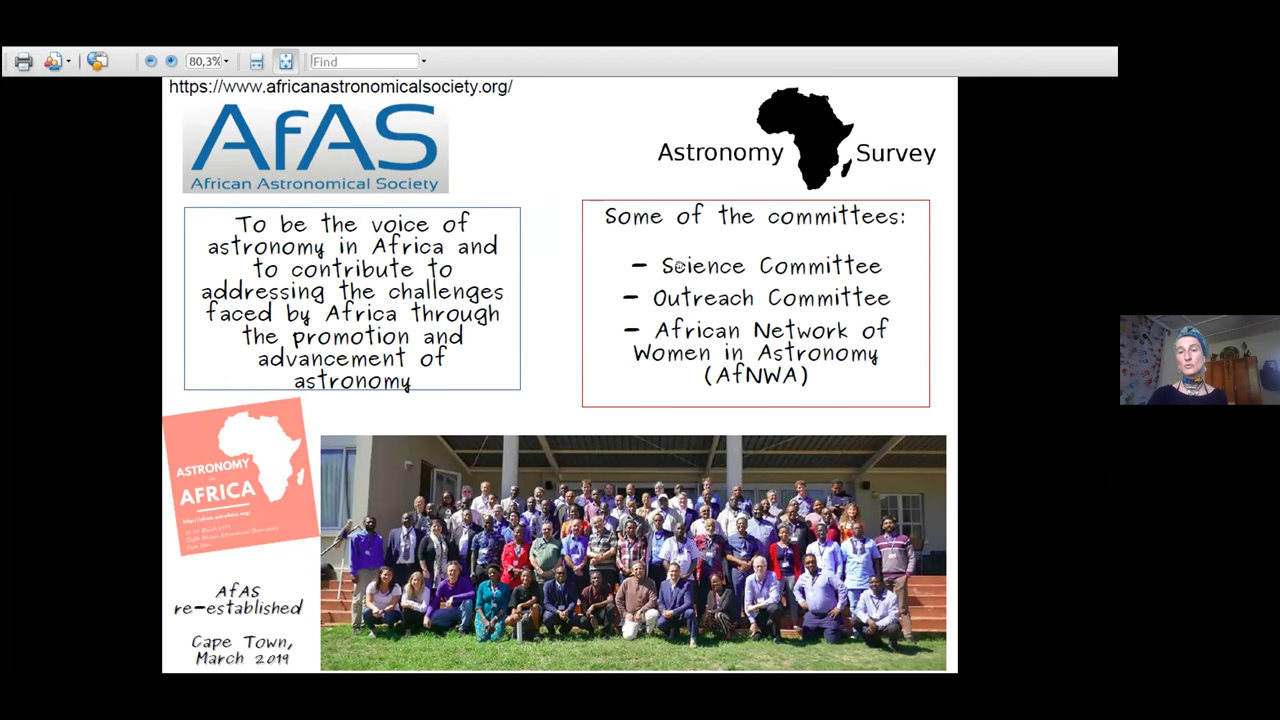 80,3%
Find
https://www.africanastronomicalsociety.org/
AfAS
African Astronomical Society
Astronomy Survey
To be the voice of
astronomy in Africa and
to contribute to
addressing the challenges
faced by Africa through
the promotion and
advancement of
astronomy
Some of the committees:
- Science Committee
- Outreach Committee
- African Network of
Women in Astronomy
(AfNWA)
ASTRONOMY
AFRICA
AfAS
re-established
Cape Town,
March 2019